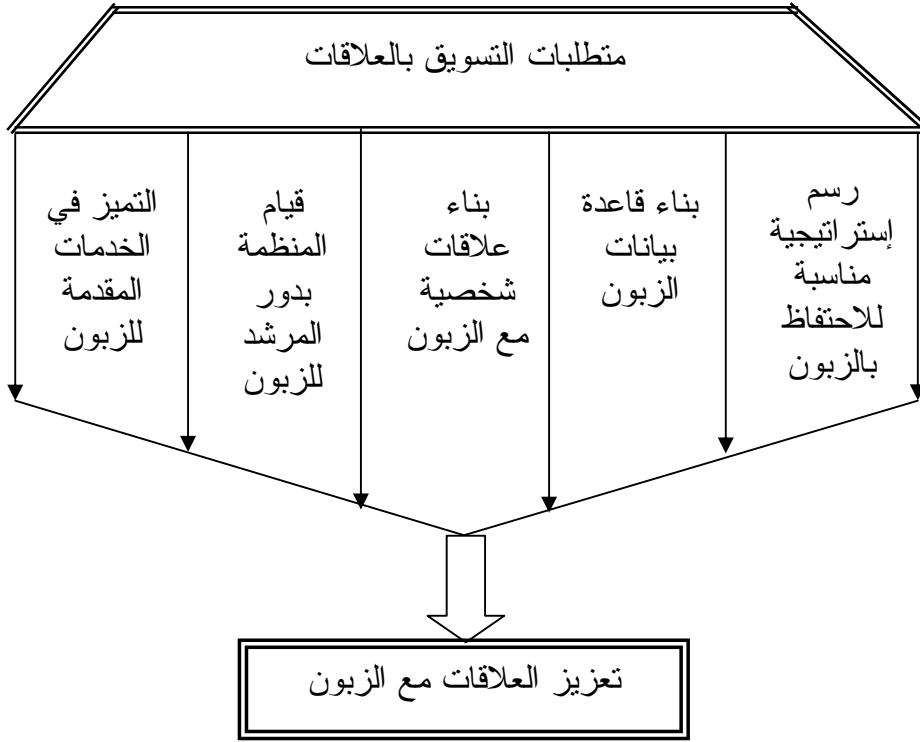 متطلبات التسويق بالعلاقات
رسم
إستراتيجية
مناسبة
للاحتفاظ
بالزبون
بناء قاعدة
بيانات
الزبون
بناء
علاقات
شخصية
مع الزبون
قيام
المنظمة
بدور
المرشد
للزبون
التميز في
الخدمات
المقدمة
للزبون
تعزيز العلاقات مع الزبون